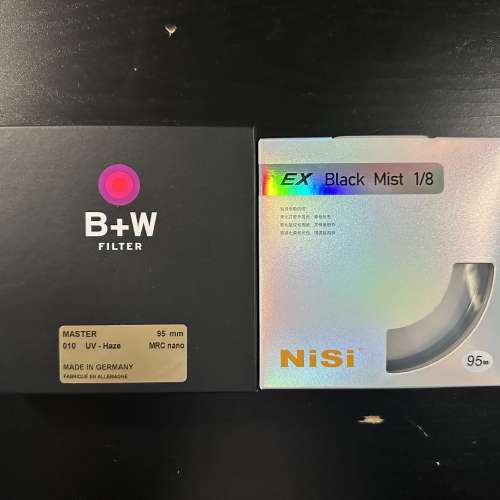 B+W
FILTER
MASTER 95 mm
010 UV - Haze MRC nano
MADE IN GERMANY
FABRIQUÉ EN ALLEMAGNE
EX Black Mist 1/8
NiSi
95mm